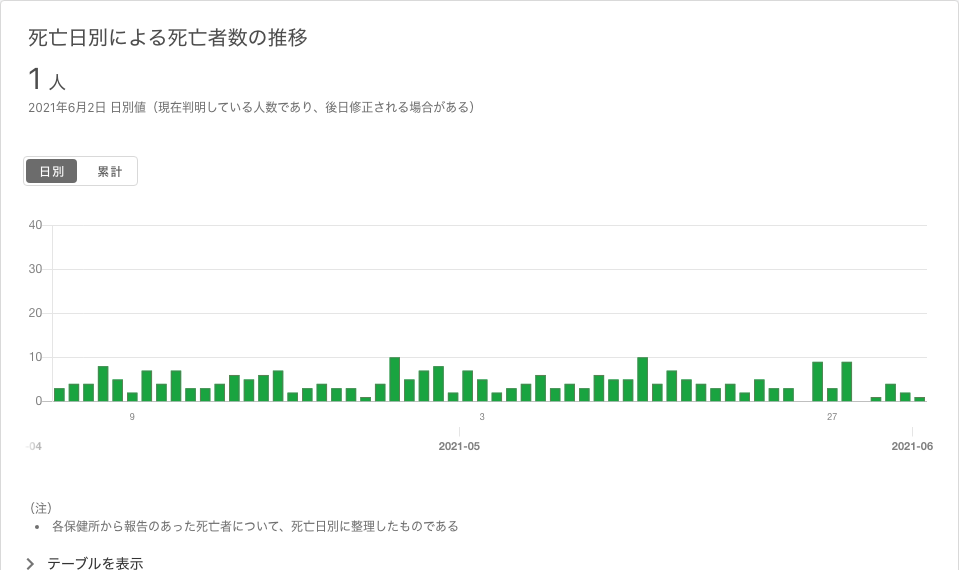 死亡日別による死亡者数の推移
1 人
2021年6月2日 日別値（現在判明している人数であり、後日修正される場合がある）
日別 累計
40
30
20
10
0
9 3 27
-04 2021-05 2021-06
（注）
• 各保健所から報告のあった死亡者について、死亡日別に整理したものである
テーブルを表示